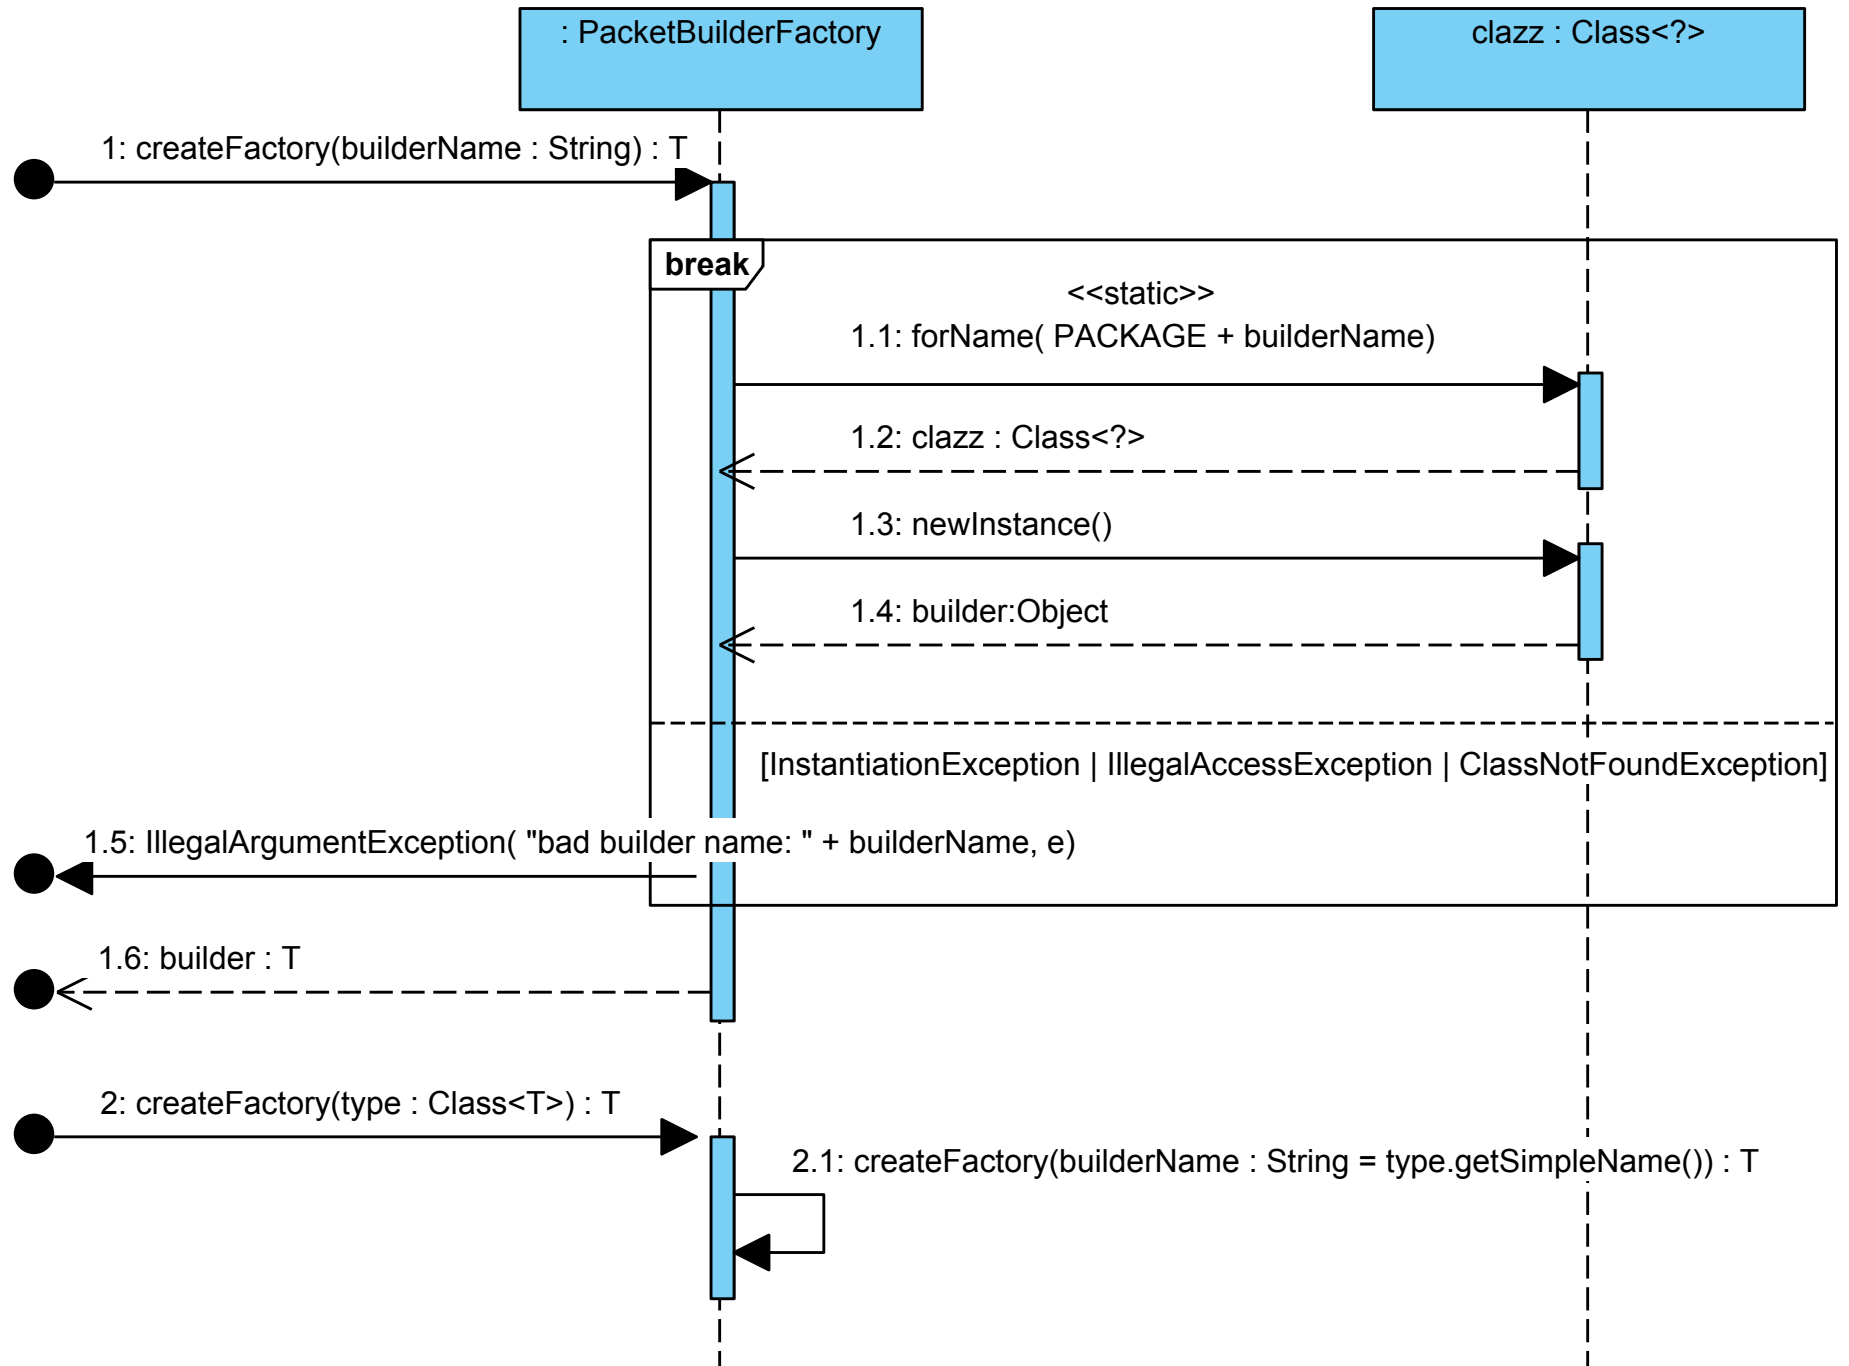 : PacketBuilderFactory
clazz : Class<?>
1: createFactory(builderName : String) : T
break
<<static>>
1.1: forName( PACKAGE + builderName)
1.2: clazz : Class<?>
1.3: newInstance()
1.4: builder:Object
[InstantiationException | IllegalAccessException | ClassNotFoundException]
1.5: IllegalArgumentException( "bad builder name: " + builderName, e)
1.6: builder : T
2: createFactory(type : Class<T>) : T
2.1: createFactory(builderName : String = type.getSimpleName()) : T